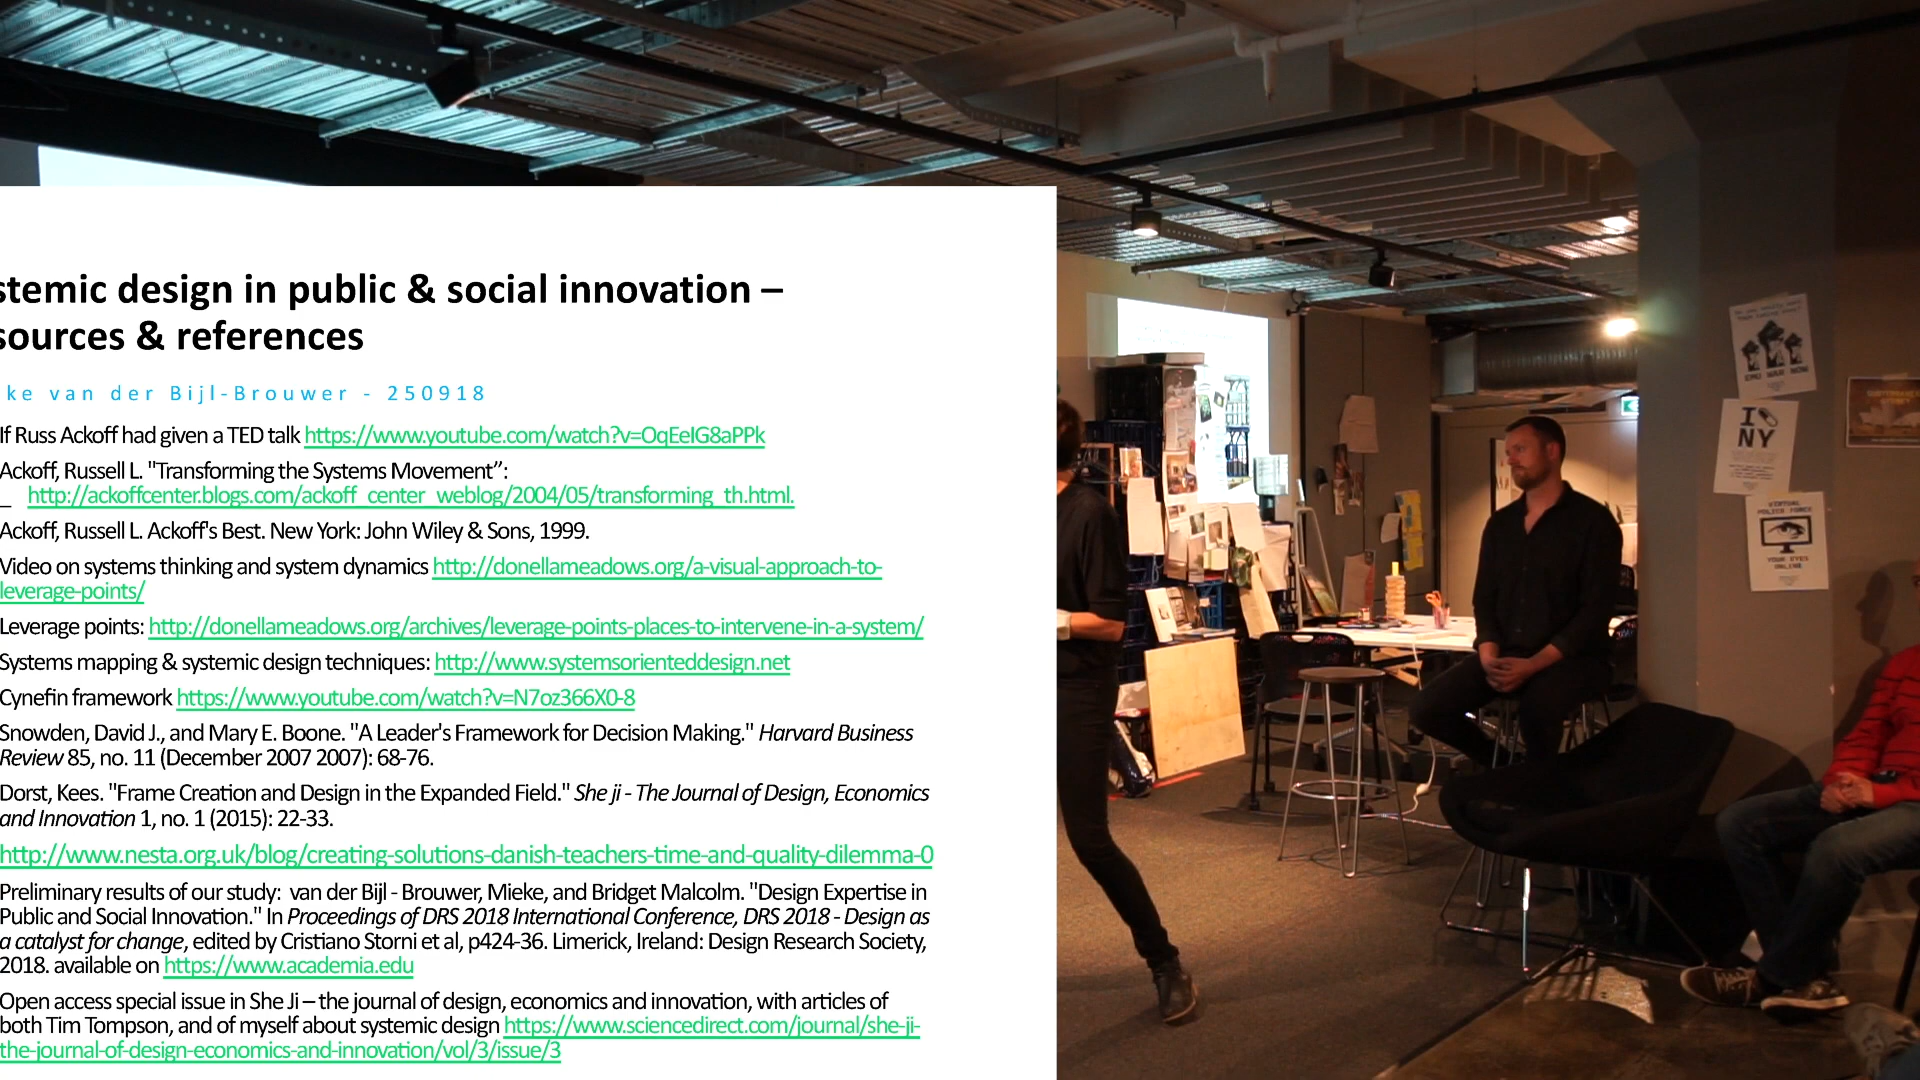 stemic design in public & social innovation –
sources & references
ke van der Bijl-Brouwer - 250918
If Russ Ackoff had given a TED talk https://www.youtube.com/watch?v=OqEeIG8aPPk
Ackoff, Russell L. "Transforming the Systems Movement”:
_ http://ackoffcenter.blogs.com/ackoff_center_weblog/2004/05/transforming_th.html.
Ackoff, Russell L. Ackoff's Best. New York: John Wiley & Sons, 1999.
Video on systems thinking and system dynamics http://donellameadows.org/a-visual-approach-to-
leverage-points/
Leverage points: http://donellameadows.org/archives/leverage-points-places-to-intervene-in-a-system/
Systems mapping & systemic design techniques: http://www.systemsorienteddesign.net
Cynefin framework https://www.youtube.com/watch?v=N7oz366X0-8
Snowden, David J., and Mary E. Boone. "A Leader's Framework for Decision Making." Harvard Business
Review 85, no. 11 (December 2007 2007): 68-76.
Dorst, Kees. "Frame Creation and Design in the Expanded Field." She ji - The Journal of Design, Economics
and Innovation 1, no. 1 (2015): 22-33.
http://www.nesta.org.uk/blog/creating-solutions-danish-teachers-time-and-quality-dilemma-0
Preliminary results of our study:  van der Bijl - Brouwer, Mieke, and Bridget Malcolm. "Design Expertise in
Public and Social Innovation." In Proceedings of DRS 2018 International Conference, DRS 2018 - Design as
a catalyst for change, edited by Cristiano Storni et al, p424-36. Limerick, Ireland: Design Research Society,
2018. available on https://www.academia.edu
Open access special issue in She Ji – the journal of design, economics and innovation, with articles of
both Tim Tompson, and of myself about systemic design https://www.sciencedirect.com/journal/she-ji-
the-journal-of-design-economics-and-innovation/vol/3/issue/3
EMU WAR NOW
I
NY
VIRTUAL
POLICE FORCE
YOUR EYES
ONLINE